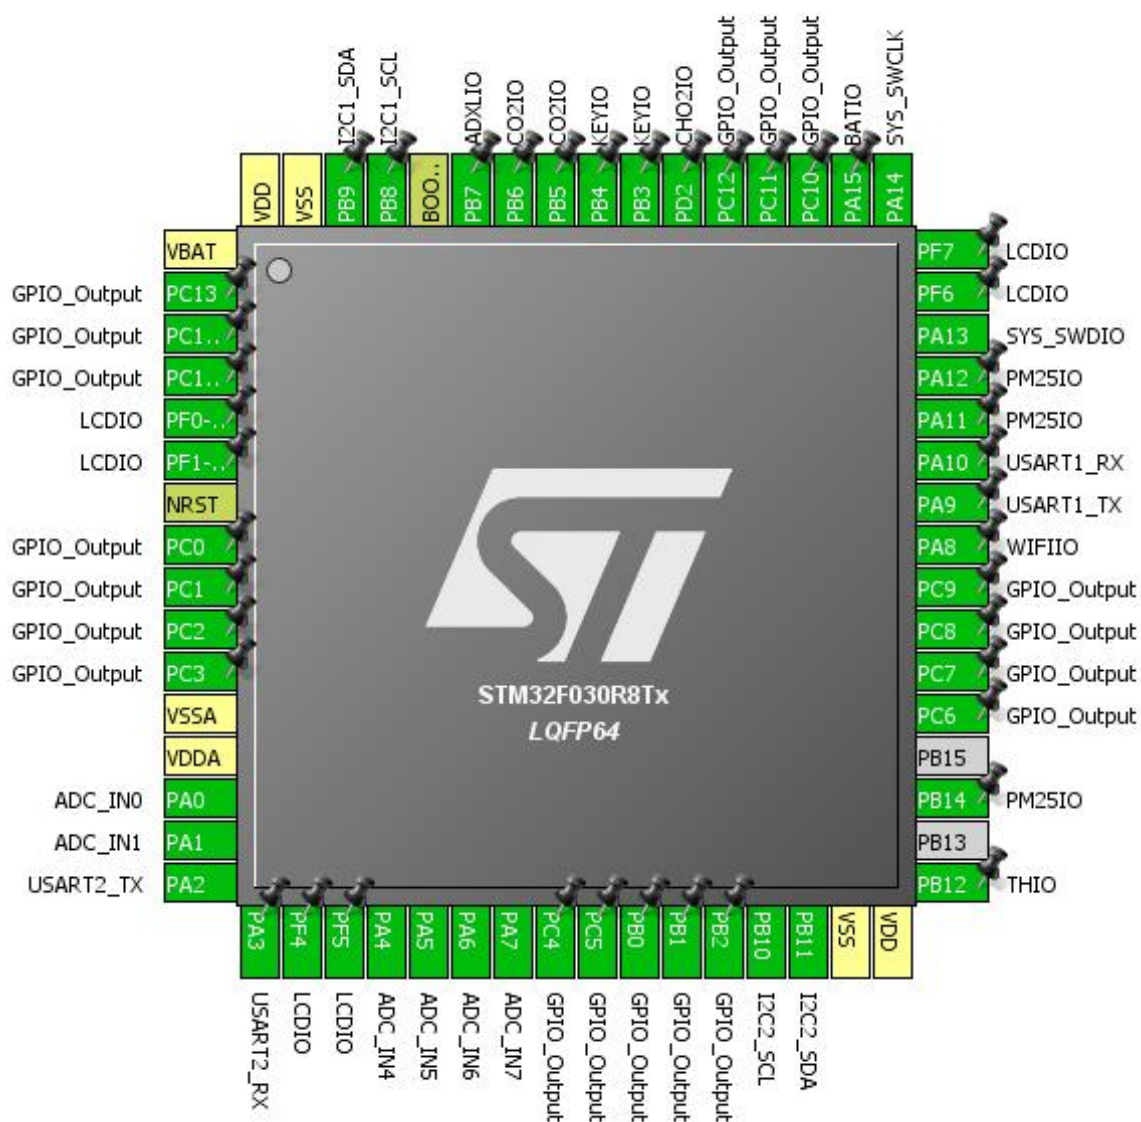 I2C1_SDA
I2C1_SCL
ADXLIO
CO2IO
CO2IO
KEYIO
KEYIO
CHO2IO
GPIO_Output
GPIO_Output
GPIO_Output
BATIO
SYS_SWCLK
VDD
VSS
PB9
PB8
BOO..
PB7
PB6
PB5
PB4
PB3
PD2
PC12
PC11
PC10
PA15
PA14
VBAT
PF7 LCDIO
GPIO_Output PC13
PF6 LCDIO
GPIO_Output PC1..
PA13 SYS_SWDIO
GPIO_Output PC1..
PA12 PM25IO
LCDIO PF0-..
PA11 PM25IO
LCDIO PF1-..
PA10 USART1_RX
NRST
PA9 USART1_TX
GPIO_Output PC0
PA8 WIFIIO
GPIO_Output PC1
PC9 GPIO_Output
GPIO_Output PC2
PC8 GPIO_Output
GPIO_Output PC3
PC7 GPIO_Output
VSSA
PC6 GPIO_Output
VDDA
PB15
ADC_IN0 PA0
PB14 PM25IO
ADC_IN1 PA1
PB13
USART2_TX PA2
PB12 THIO
ST
STM32F030R8Tx
LQFP64
PA3
PF4
PF5
PA4
PA5
PA6
PA7
PC4
PC5
PB0
PB1
PB2
PB10
PB11
VSS
VDD
USART2_RX
LCDIO
LCDIO
ADC_IN4
ADC_IN5
ADC_IN6
ADC_IN7
GPIO_Output
GPIO_Output
GPIO_Output
GPIO_Output
GPIO_Output
I2C2_SCL
I2C2_SDA